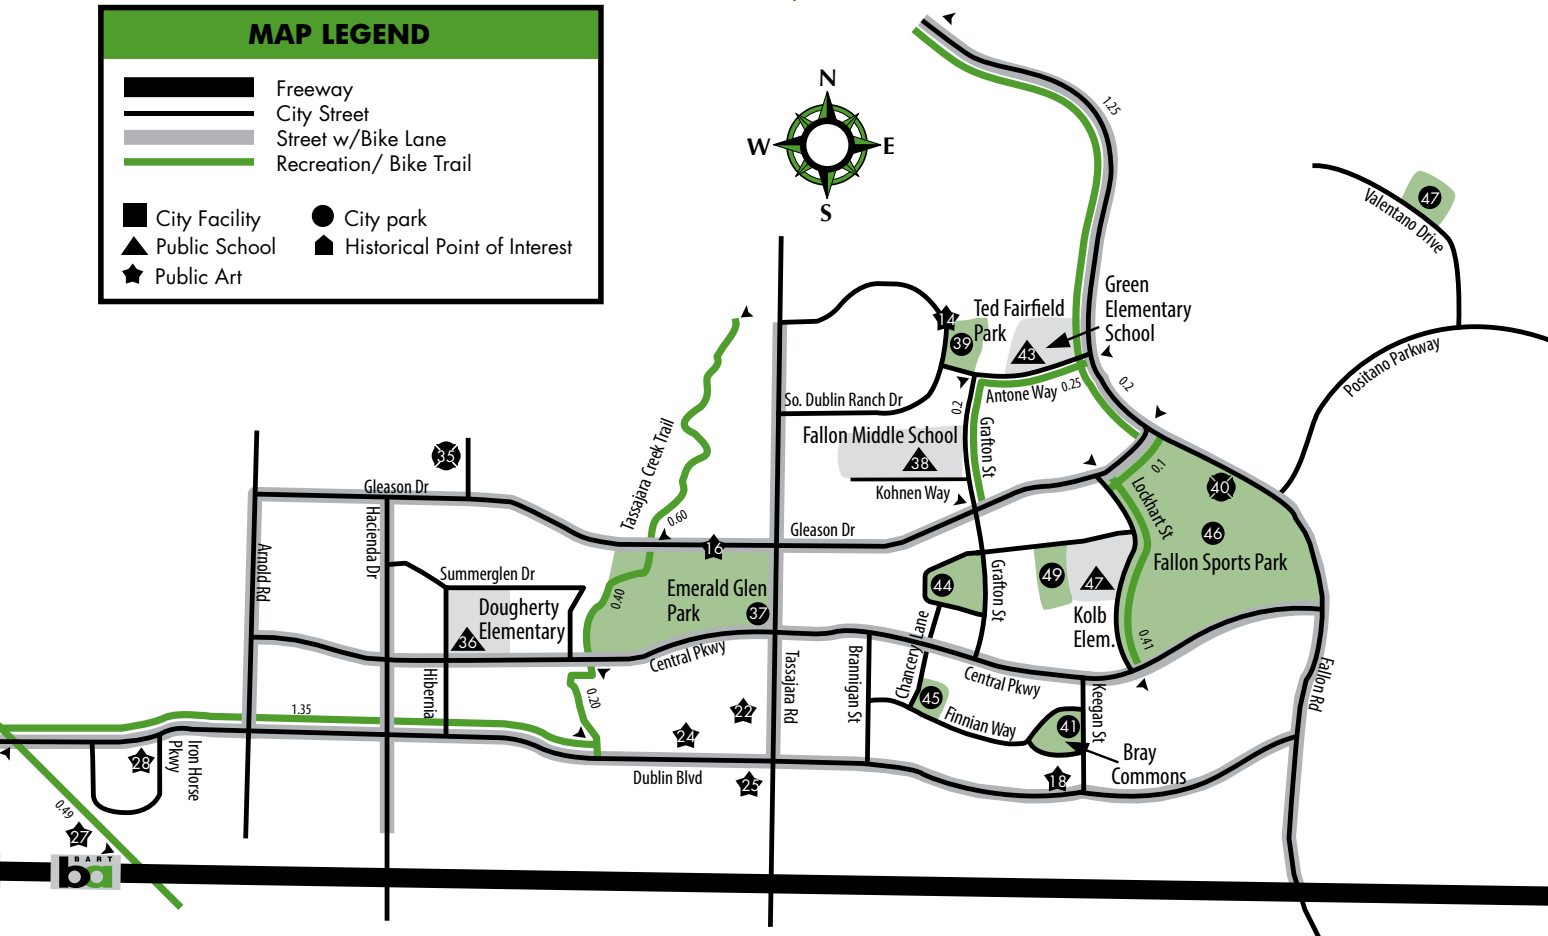 MAP LEGEND
Freeway
City Street
Street w/Bike Lane
Recreation/ Bike Trail
City Facility
City park
Public School
Historical Point of Interest
Public Art
N
W
E
S
1.25
47
Valentano Drive
Positano Parkway
Green
Elementary
School
14
Ted Fairfield
Park
39
43
Antone Way
0.25
0.2
0.2
So. Dublin Ranch Dr
Fallon Middle School
38
Grafton St
Kohnen Way
Tassajara Creek Trail
0.60
35
Gleason Dr
Gleason Dr
16
Arnold Rd
Hacienda Dr
Summerglen Dr
Dougherty
Elementary
36
Hibernia
0.40
Emerald Glen
Park
37
Central Pkwy
0.20
Tassajara Rd
Brannigan St
Chancery Lane
44
Grafton St
49
47
Kolb
Elem.
0.1
Lockhart St
40
46
Fallon Sports Park
0.41
Fallon Rd
Central Pkwy
Keegan St
45
Finnian Way
41
Bray
Commons
18
22
24
25
Dublin Blvd
1.35
Iron Horse
Pkwy
28
0.49
27
BART
ba